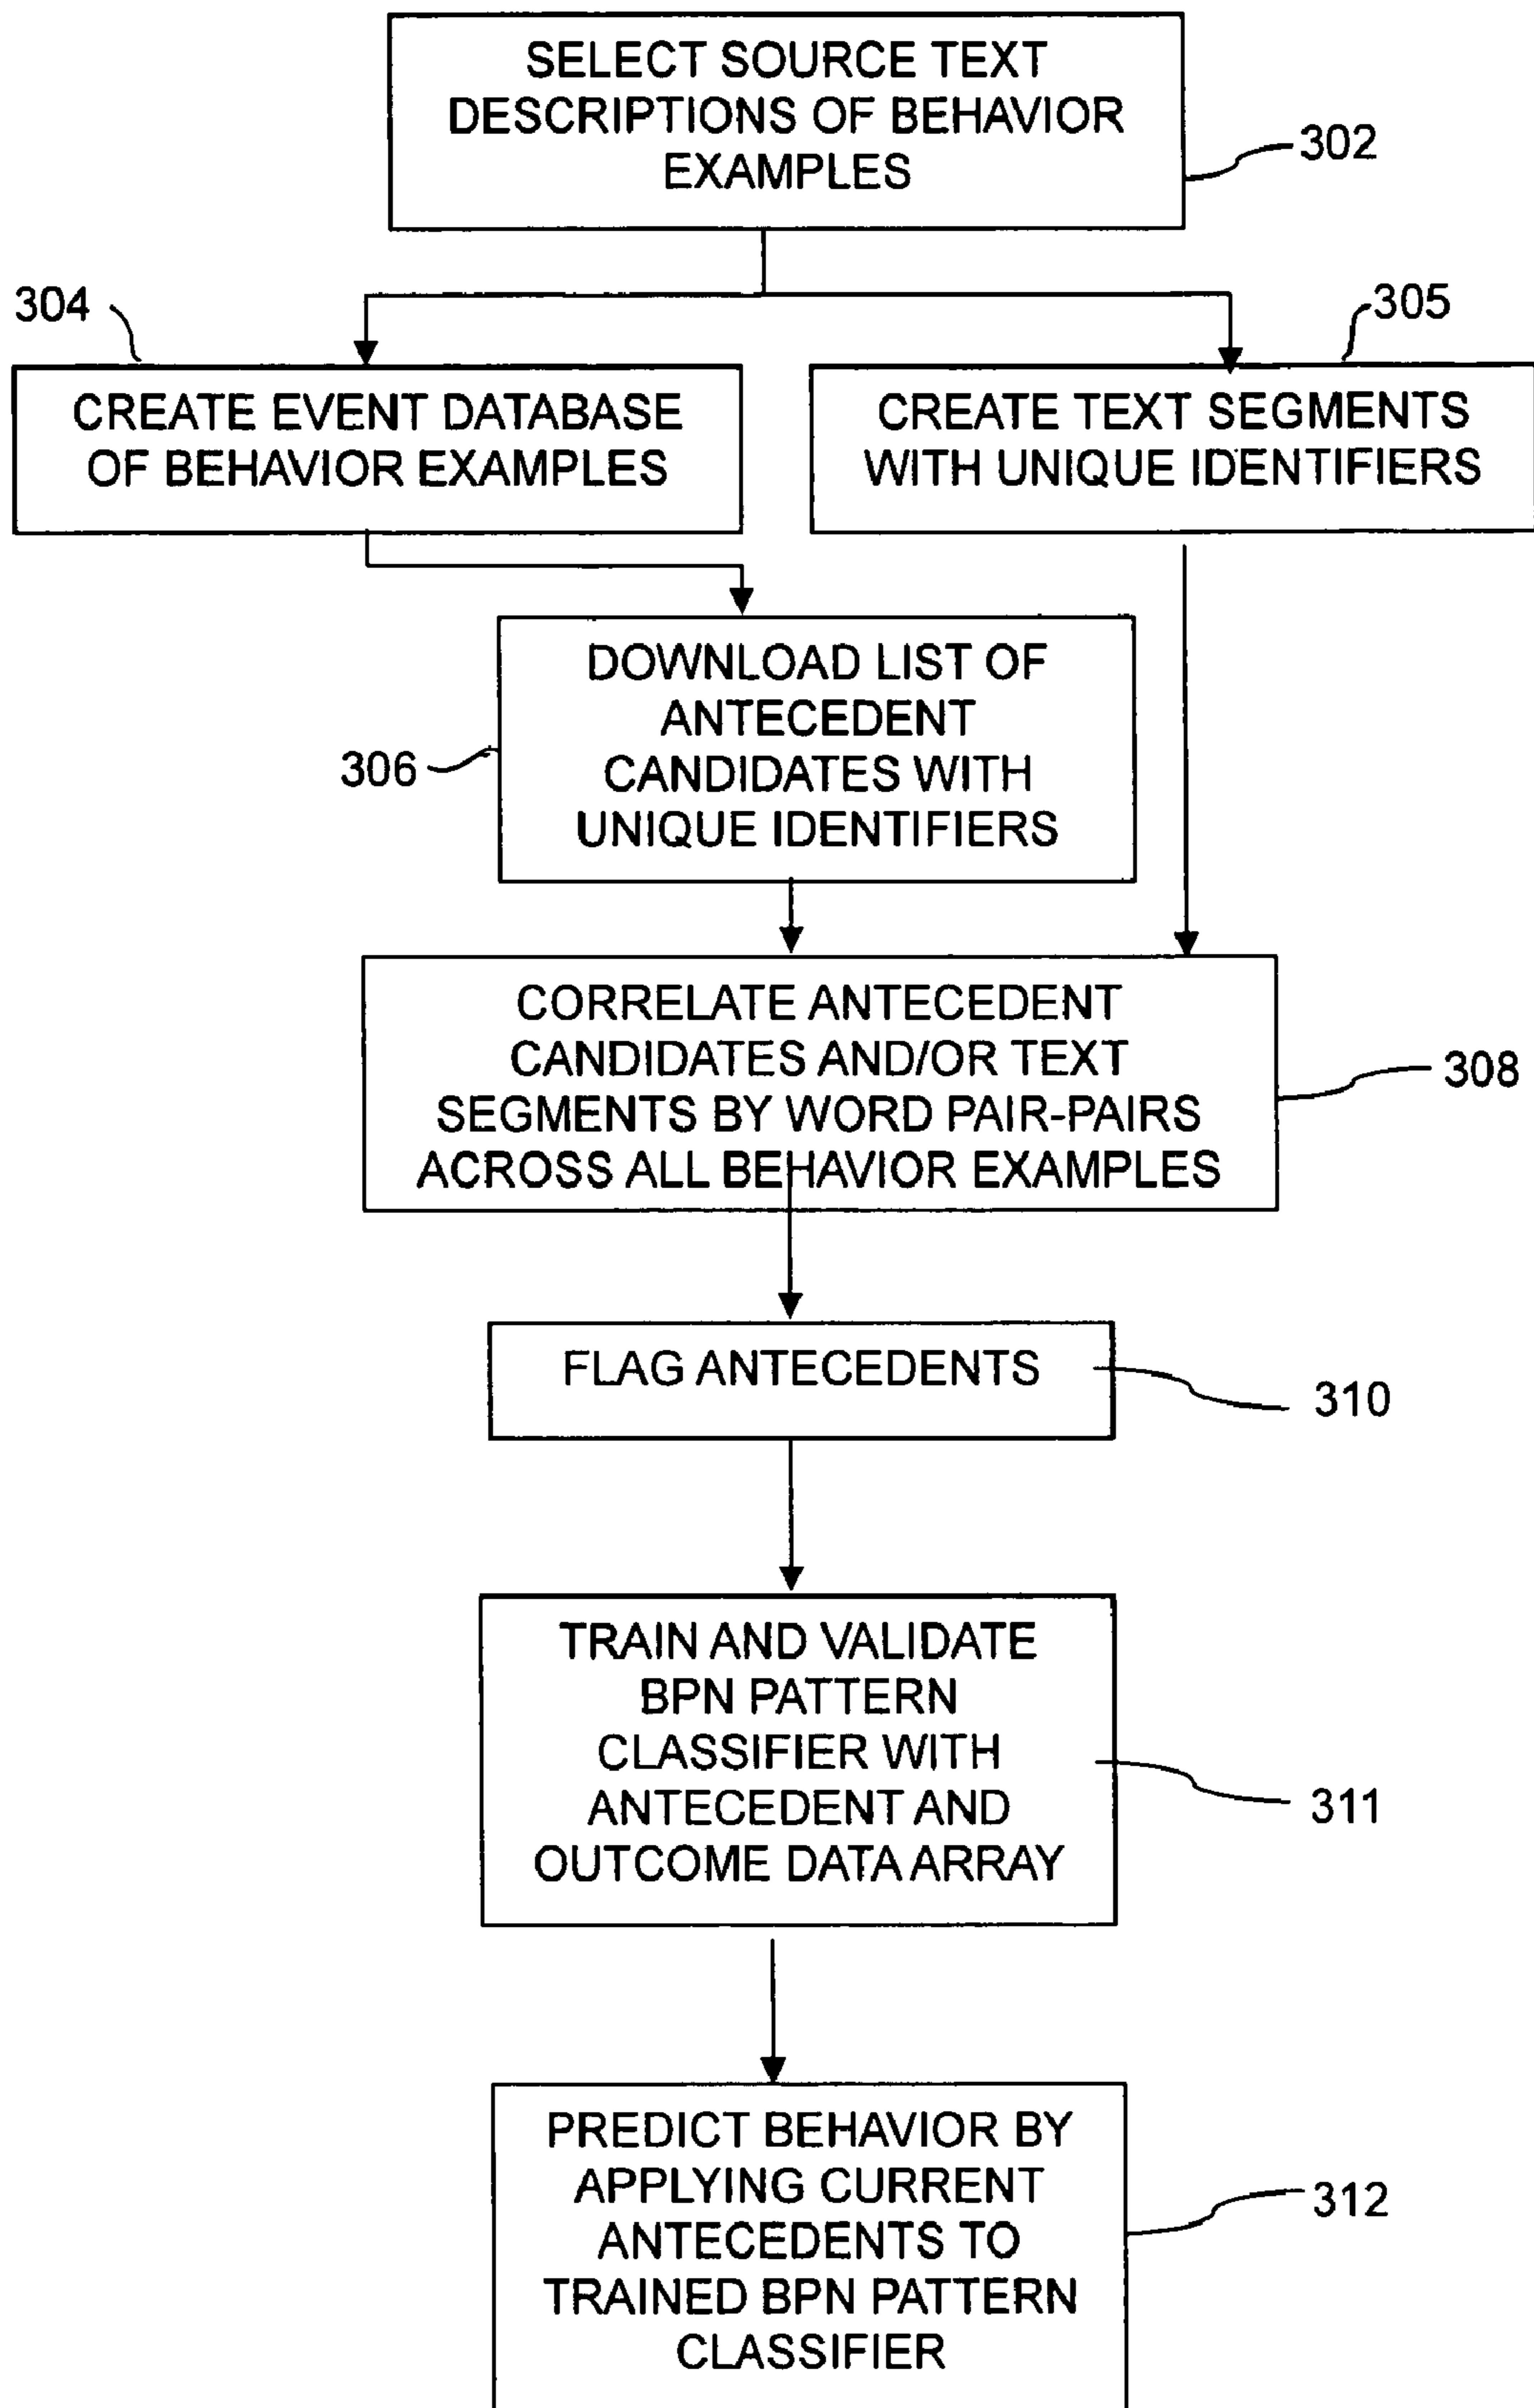 SELECT SOURCE TEXT
DESCRIPTIONS OF BEHAVIOR
EXAMPLES
302
304
305
CREATE EVENT DATABASE
OF BEHAVIOR EXAMPLES
CREATE TEXT SEGMENTS
WITH UNIQUE IDENTIFIERS
DOWNLOAD LIST OF
ANTECEDENT
CANDIDATES WITH
UNIQUE IDENTIFIERS
306
CORRELATE ANTECEDENT
CANDIDATES AND/OR TEXT
SEGMENTS BY WORD PAIR-PAIRS
ACROSS ALL BEHAVIOR EXAMPLES
308
FLAG ANTECEDENTS
310
TRAIN AND VALIDATE
BPN PATTERN
CLASSIFIER WITH
ANTECEDENT AND
OUTCOME DATA ARRAY
311
PREDICT BEHAVIOR BY
APPLYING CURRENT
ANTECEDENTS TO
TRAINED BPN PATTERN
CLASSIFIER
312